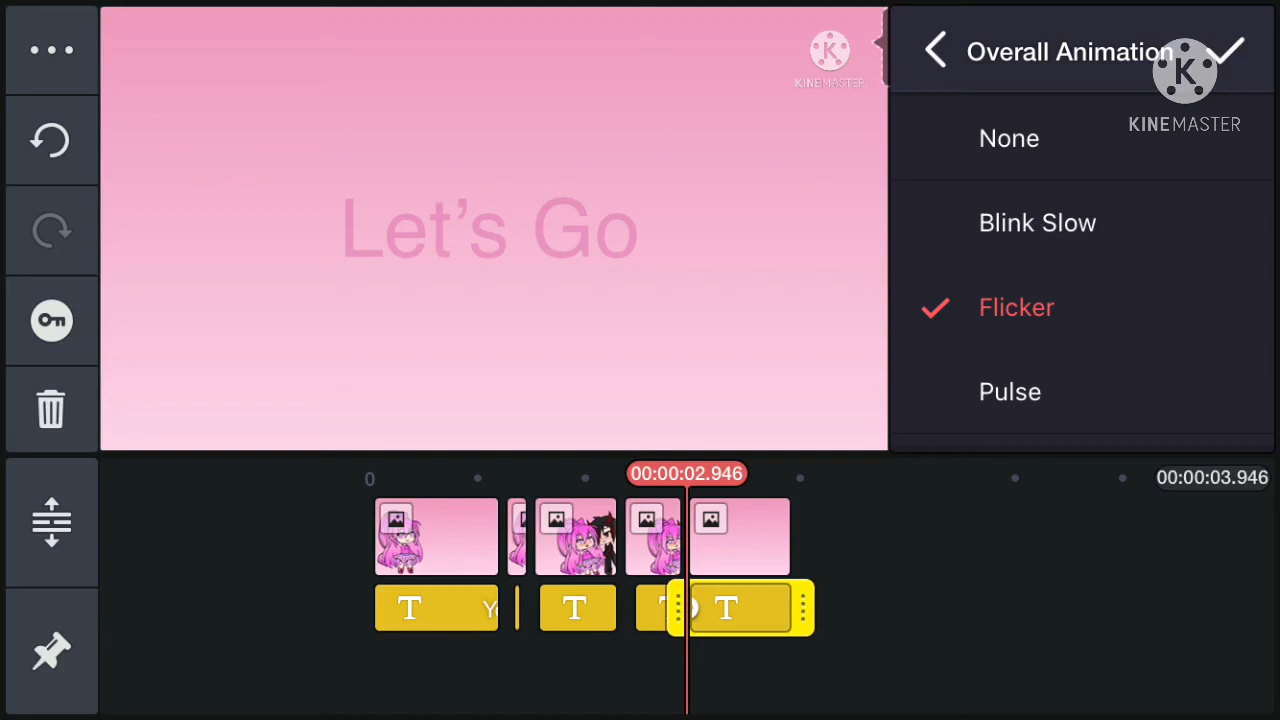 K
KINEMASTER
Overall Animation
K
KINEMASTER
None
Blink Slow
Flicker
Pulse
Let's Go
0
00:00:02.946
00:00:03.946
T
T
T
T